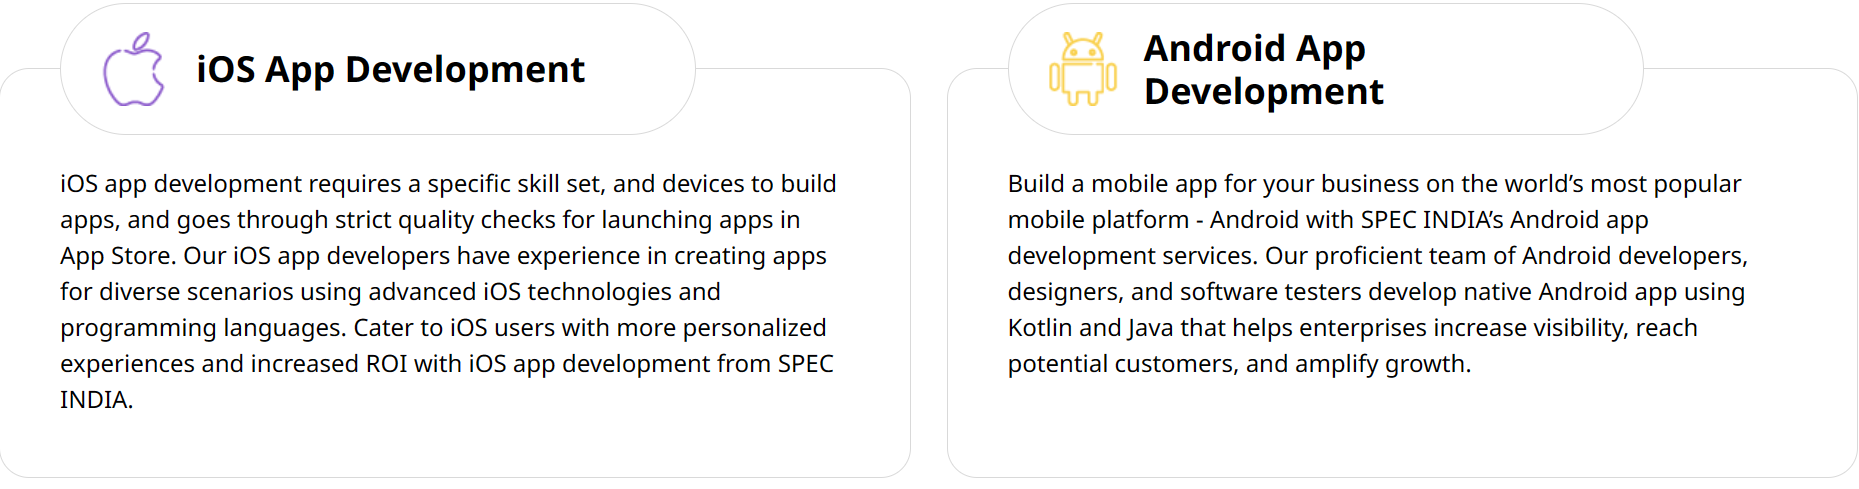 iOS App Development
iOS app development requires a specific skill set, and devices to build
apps, and goes through strict quality checks for launching apps in
App Store. Our iOS app developers have experience in creating apps
for diverse scenarios using advanced iOS technologies and
programming languages. Cater to iOS users with more personalized
experiences and increased ROI with iOS app development from SPEC
INDIA.
Android App
Development
Build a mobile app for your business on the world’s most popular
mobile platform - Android with SPEC INDIA’s Android app
development services. Our proficient team of Android developers,
designers, and software testers develop native Android app using
Kotlin and Java that helps enterprises increase visibility, reach
potential customers, and amplify growth.